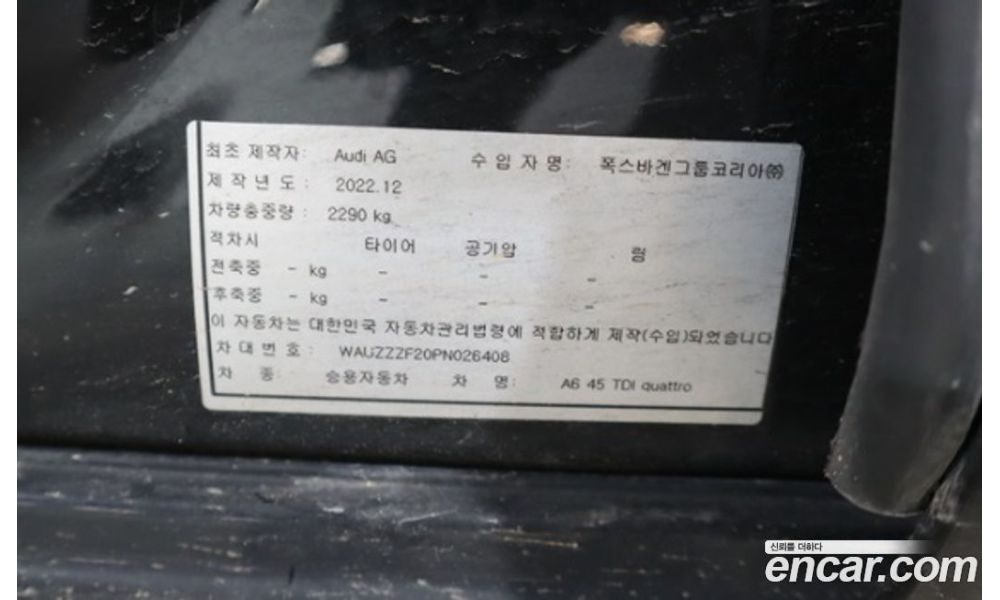 최초 제작자: Audi AG 수 입 자 명: 폭스바겐그룹코리아㈜
제 작 년 도 : 2022.12
차량총중량 : 2290 kg
적차시 타이어 공기압 림
전축중 - kg - - -
후축중 - kg - - -
이 자동차는 대한민국 자동차관리법령에 적합하게 제작(수입)되었습니다
차 대 번 호 : WAUZZZF20PN026408
차 종: 승용자동차 차 명: A6 45 TDI quattro
신뢰를 더하다
encar.com